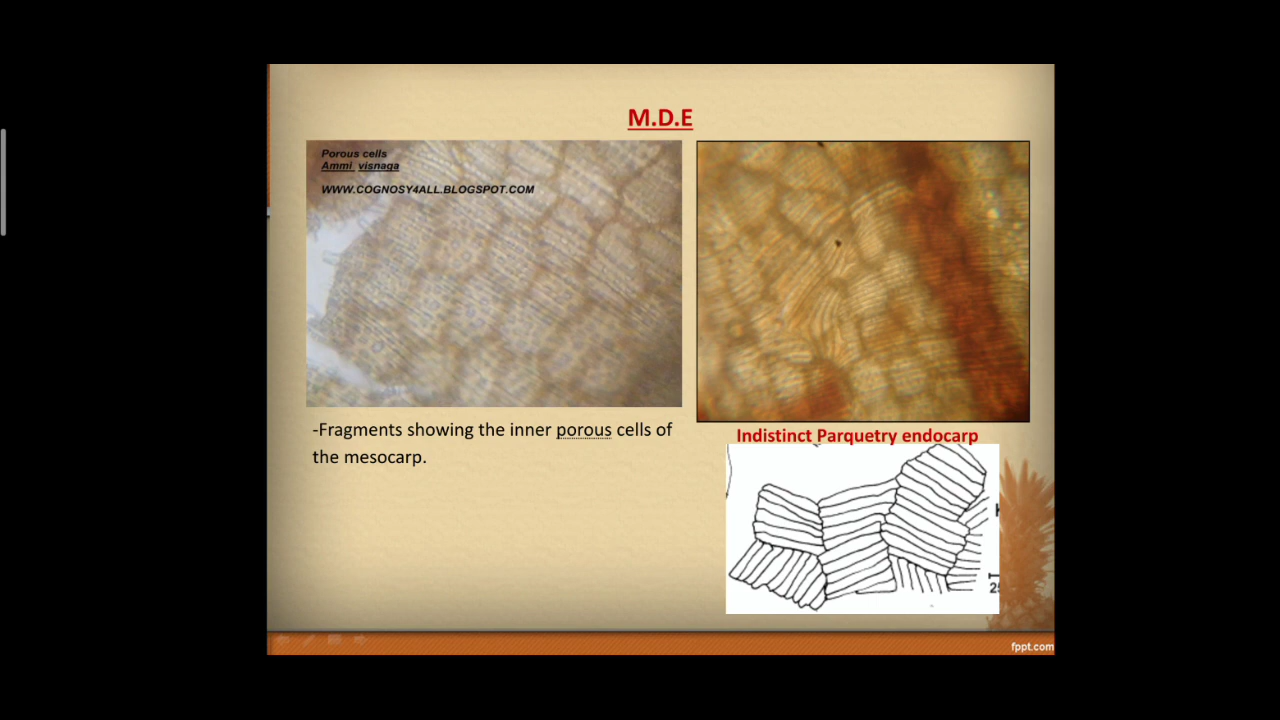 M.D.E
Porous cells
Ammi visnaga
WWW.COGNOSY4ALL.BLOGSPOT.COM
-Fragments showing the inner porous cells of
the mesocarp.
Indistinct Parquetry endocarp
25
fppt.com